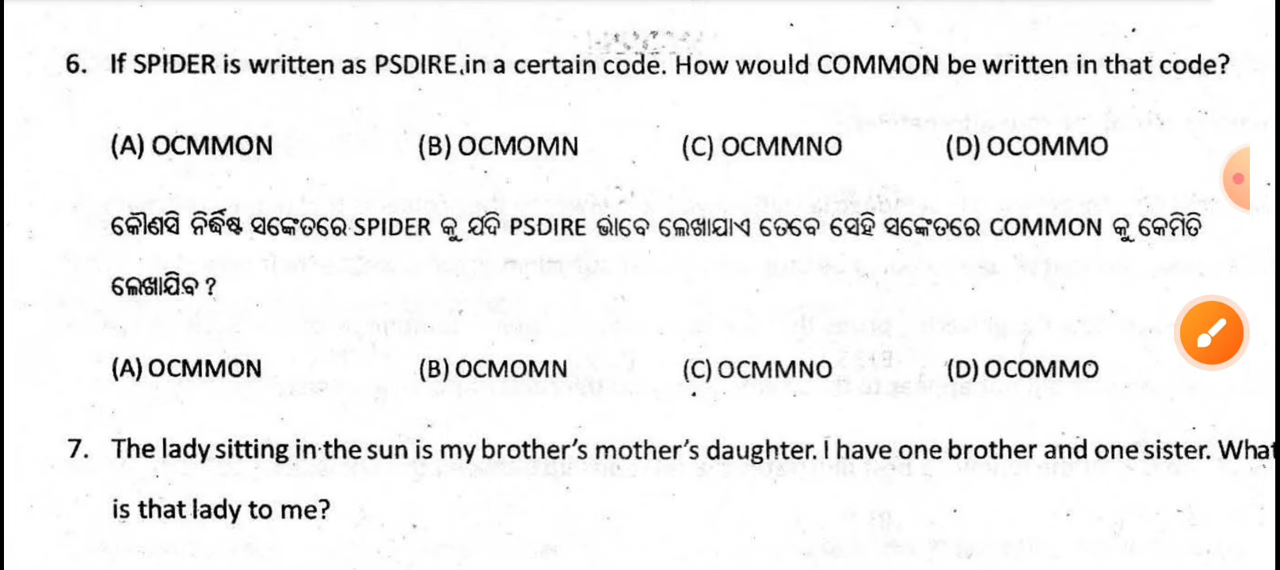 6. If SPIDER is written as PSDIRE in a certain code. How would COMMON be written in that code?
(A) OCMMON (B) OCMOMN (C) OCMMNO (D) OCOMMO
କୌଣସି ନିର୍ଦ୍ଦିଷ୍ଟ ସଙ୍କେତରେ SPIDER କୁ ଯଦି PSDIRE ଭାବେ ଲେଖାଯାଏ ତେବେ ସେହି ସଙ୍କେତରେ COMMON କୁ କେମିତି
ଲେଖାଯିବ ?
(A) OCMMON (B) OCMOMN (C) OCMMNO (D) OCOMMO
7. The lady sitting in the sun is my brother's mother's daughter. I have one brother and one sister. What
is that lady to me?